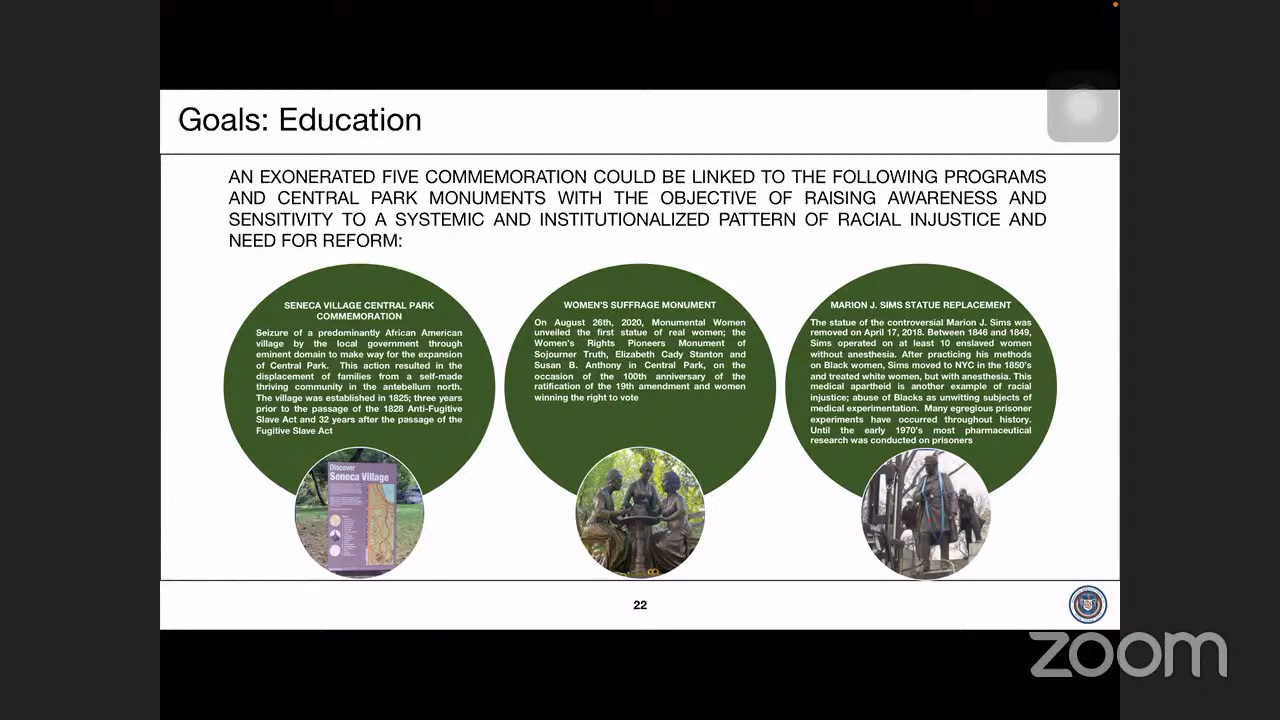 Goals: Education
AN EXONERATED FIVE COMMEMORATION COULD BE LINKED TO THE FOLLOWING PROGRAMS
AND CENTRAL PARK MONUMENTS WITH THE OBJECTIVE OF RAISING AWARENESS AND
SENSITIVITY TO A SYSTEMIC AND INSTITUTIONALIZED PATTERN OF RACIAL INJUSTICE AND
NEED FOR REFORM:
SENECA VILLAGE CENTRAL PARK
COMMEMORATION
Seizure of a predominantly African American
village by the local government through
eminent domain to make way for the expansion
of Central Park. This action resulted in the
displacement of families from a self-made
thriving community in the antebellum north.
The village was established in 1825; three years
prior to the passage of the 1828 Anti-Fugitive
Slave Act and 32 years after the passage of the
Fugitive Slave Act
Discover
Seneca Village
WOMEN'S SUFFRAGE MONUMENT
On August 26th, 2020, Monumental Women
unveiled the first statue of real women; the
Women's Rights Pioneers Monument of
Sojourner Truth, Elizabeth Cady Stanton and
Susan B. Anthony in Central Park, on the
occasion of the 100th anniversary of the
ratification of the 19th amendment and women
winning the right to vote
MARION J. SIMS STATUE REPLACEMENT
The statue of the controversial Marion J. Sims was
removed on April 17, 2018. Between 1846 and 1849,
Sims operated on at least 10 enslaved women
without anesthesia. After practicing his methods
on Black women, Sims moved to NYC in the 1850's
and treated white women, but with anesthesia. This
medical apartheid is another example of racial
injustice; abuse of Blacks as unwitting subjects of
medical experimentation. Many egregious prisoner
experiments have occurred throughout history.
Until the early 1970's most pharmaceutical
research was conducted on prisoners
22
zoom